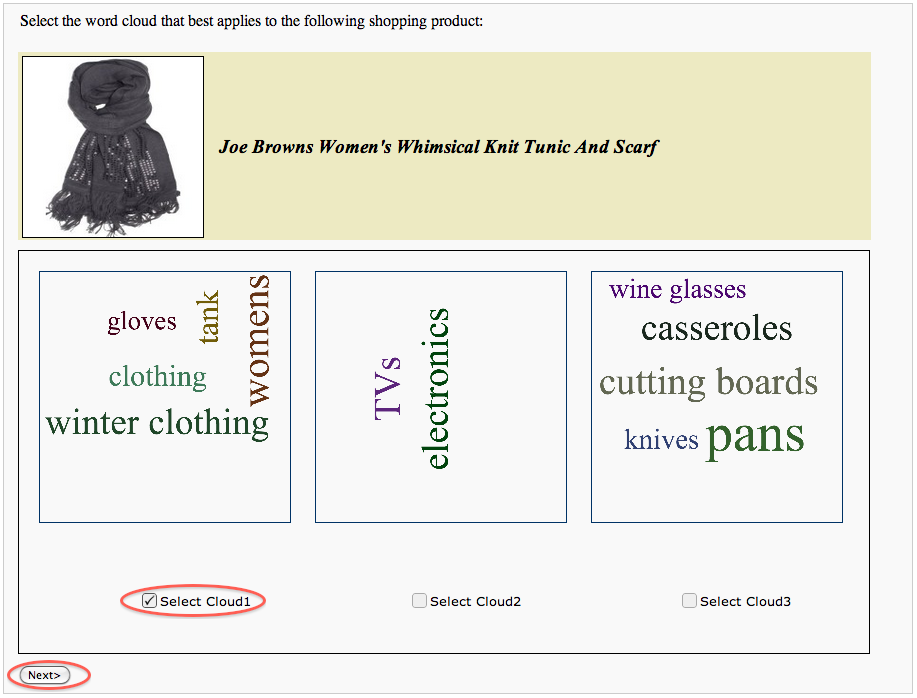 Select the word cloud that best applies to the following shopping product:
Joe Browns Women's Whimsical Knit Tunic And Scarf
gloves
tank
womens
clothing
winter clothing
TVs
electronics
wine glasses
casseroles
cutting boards
knives
pans
Select Cloud1
Select Cloud2
Select Cloud3
Next>